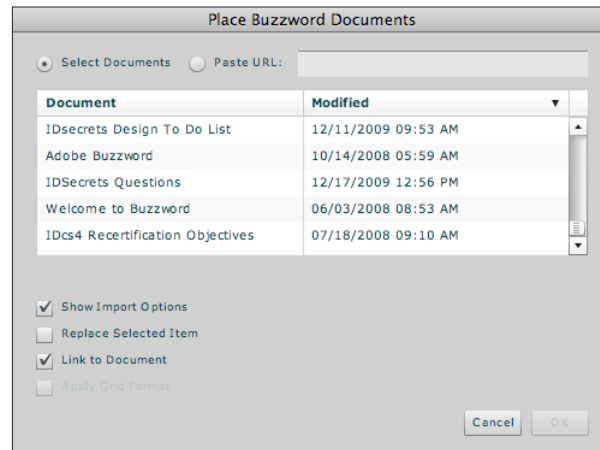 Place Buzzword Documents
Select Documents Paste URL:
Document Modified
IDsecrets Design To Do List 12/11/2009 09:53 AM
Adobe Buzzword 10/14/2008 05:59 AM
IDSecrets Questions 12/17/2009 12:56 PM
Welcome to Buzzword 06/03/2008 08:53 AM
IDcs4 Recertification Objectives 07/18/2008 09:10 AM
Show Import Options
Replace Selected Item
Link to Document
Apply Grid Format
Cancel OK